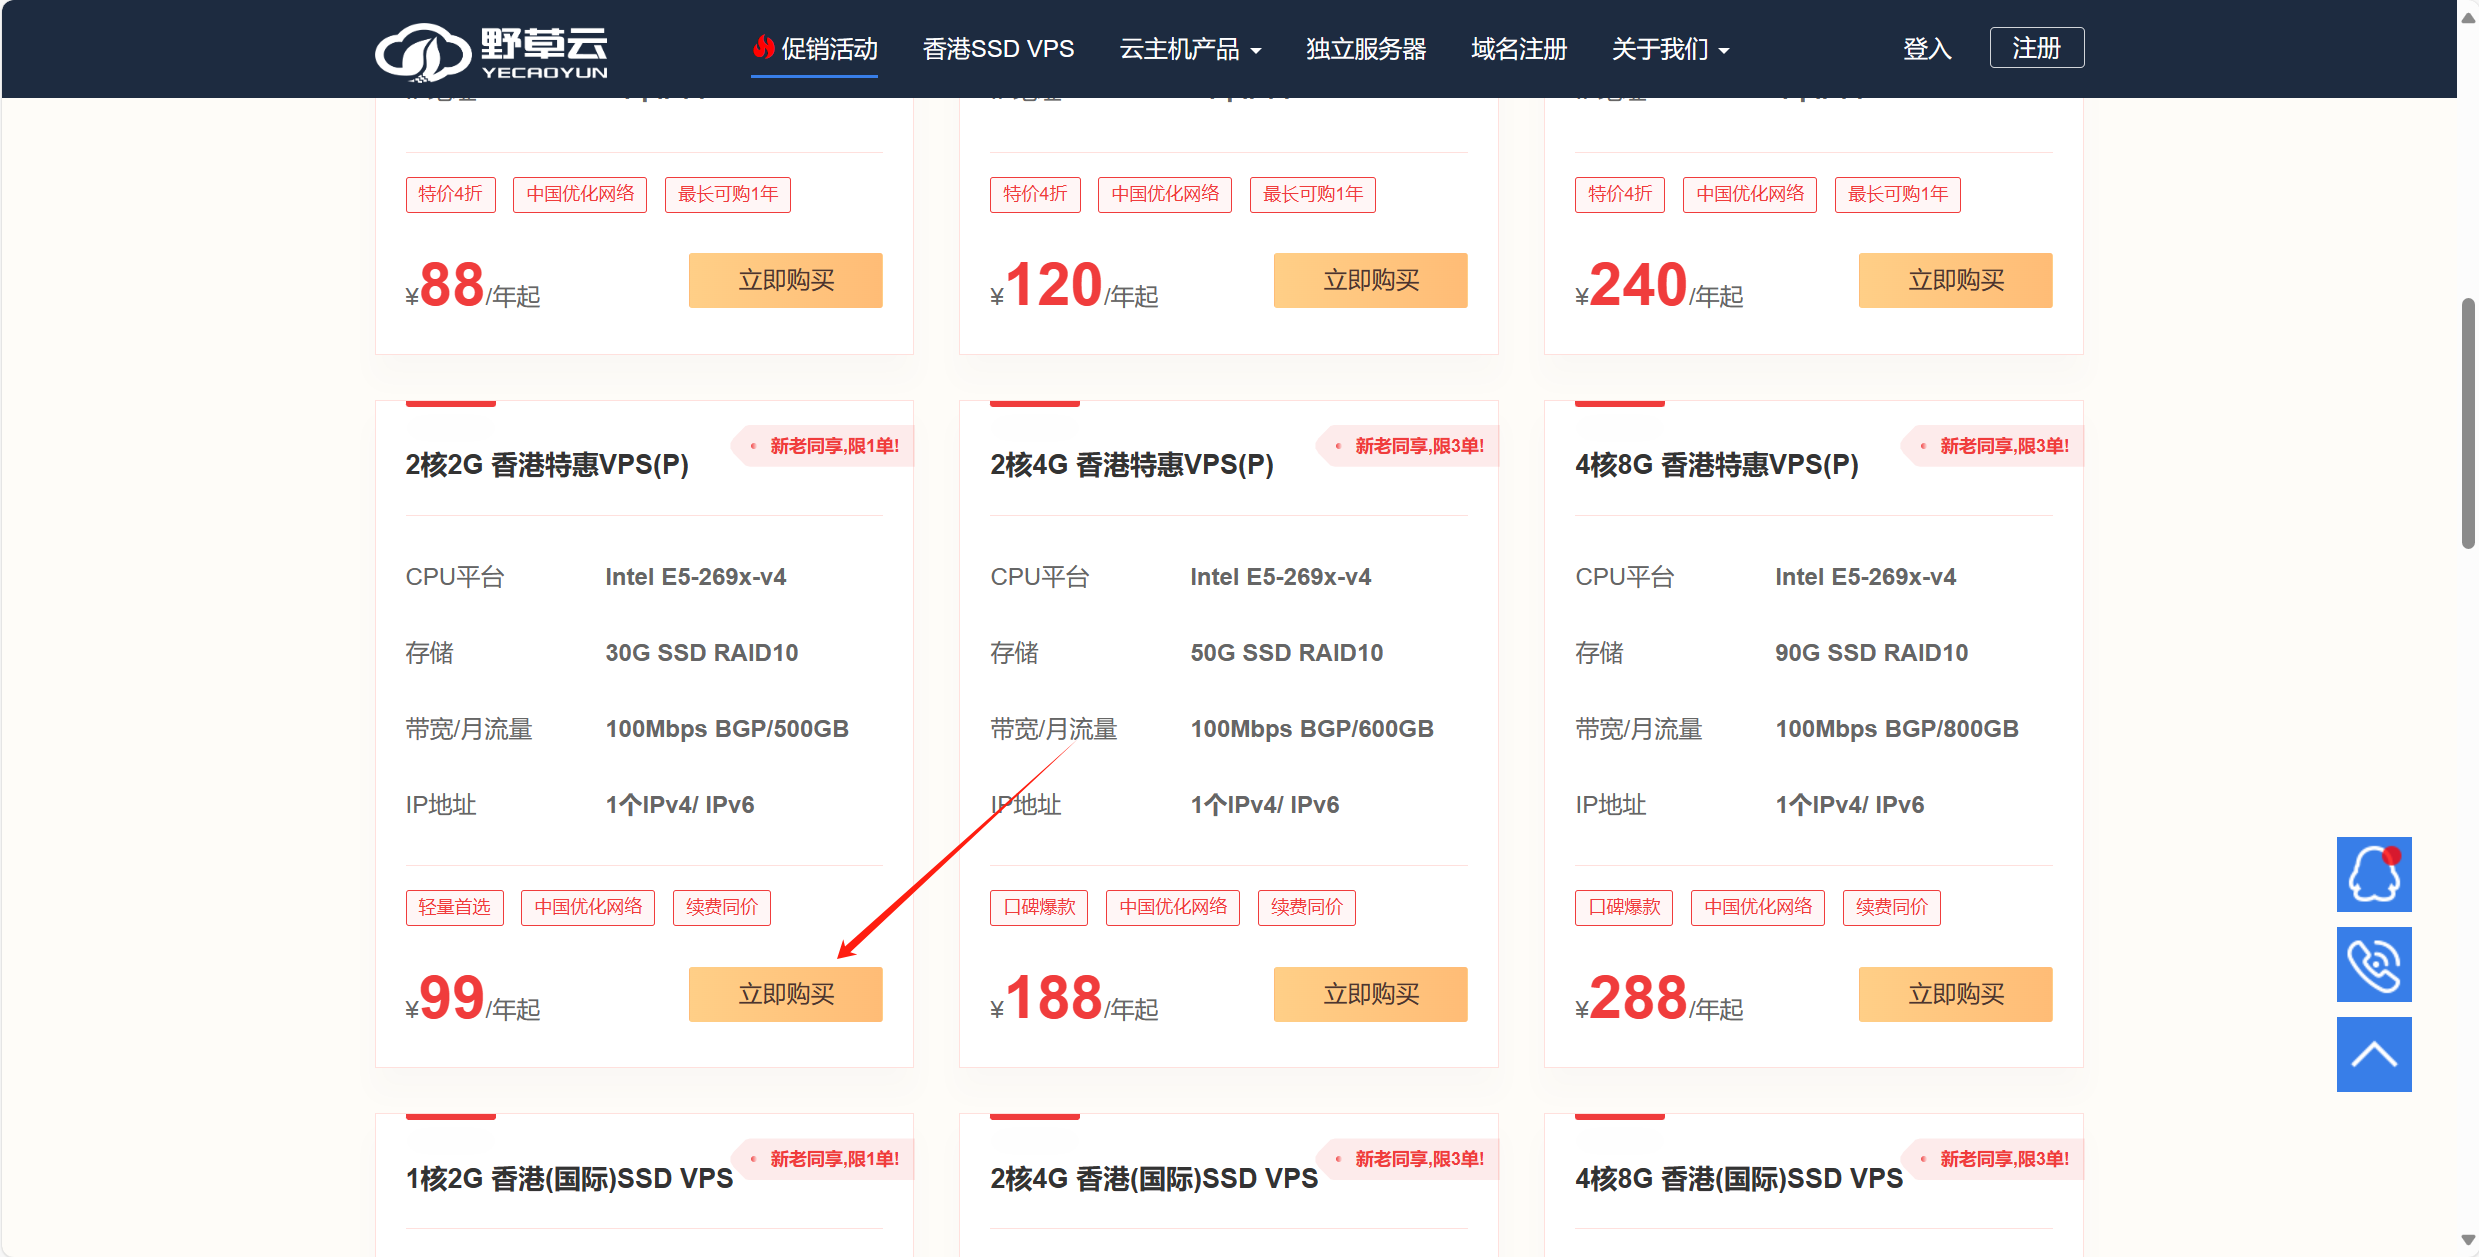 野草云
YECAOYUN
促销活动
香港SSD VPS
云主机产品
独立服务器
域名注册
关于我们
登入
注册
特价4折 中国优化网络 最长可购1年
¥88/年起 立即购买
特价4折 中国优化网络 最长可购1年
¥120/年起 立即购买
特价4折 中国优化网络 最长可购1年
¥240/年起 立即购买
新老同享,限1单!
2核2G 香港特惠VPS(P)
CPU平台 Intel E5-269x-v4
存储 30G SSD RAID10
带宽/月流量 100Mbps BGP/500GB
IP地址 1个IPv4/ IPv6
轻量首选 中国优化网络 续费同价
¥99/年起 立即购买
新老同享,限3单!
2核4G 香港特惠VPS(P)
CPU平台 Intel E5-269x-v4
存储 50G SSD RAID10
带宽/月流量 100Mbps BGP/600GB
IP地址 1个IPv4/ IPv6
口碑爆款 中国优化网络 续费同价
¥188/年起 立即购买
新老同享,限3单!
4核8G 香港特惠VPS(P)
CPU平台 Intel E5-269x-v4
存储 90G SSD RAID10
带宽/月流量 100Mbps BGP/800GB
IP地址 1个IPv4/ IPv6
口碑爆款 中国优化网络 续费同价
¥288/年起 立即购买
新老同享,限1单!
1核2G 香港(国际)SSD VPS
新老同享,限3单!
2核4G 香港(国际)SSD VPS
新老同享,限3单!
4核8G 香港(国际)SSD VPS